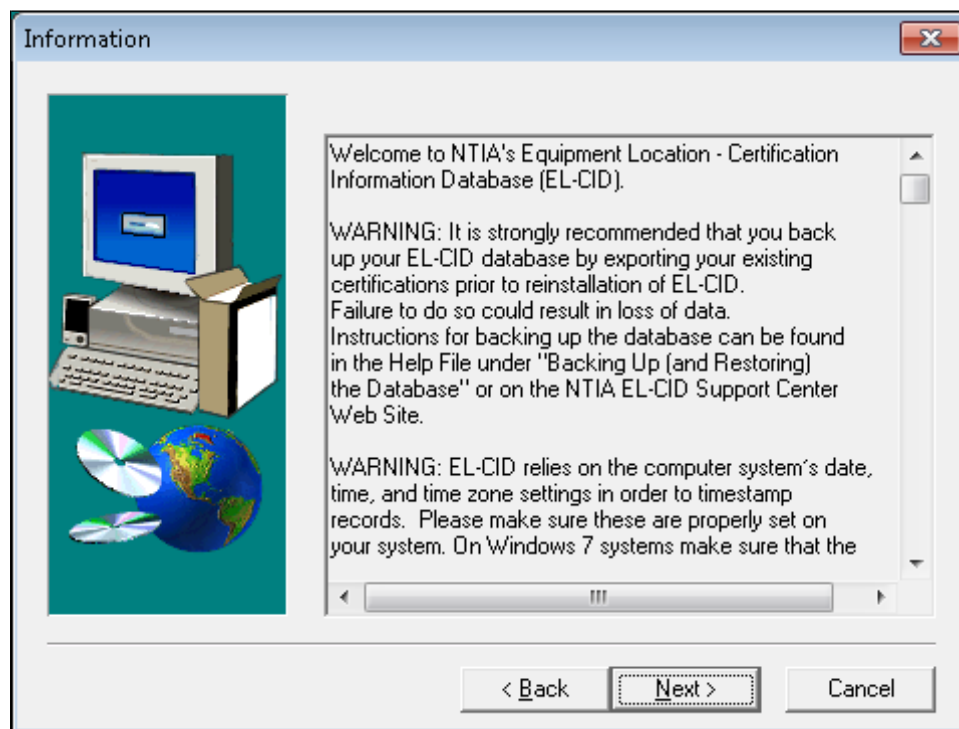 Information
Welcome to NTIA's Equipment Location - Certification
Information Database (EL-CID).
WARNING: It is strongly recommended that you back
up your EL-CID database by exporting your existing
certifications prior to reinstallation of EL-CID.
Failure to do so could result in loss of data.
Instructions for backing up the database can be found
in the Help File under "Backing Up (and Restoring)
the Database" or on the NTIA EL-CID Support Center
Web Site.
WARNING: EL-CID relies on the computer system´s date,
time, and time zone settings in order to timestamp
records.  Please make sure these are properly set on
your system. On Windows 7 systems make sure that the
< Back
Next >
Cancel